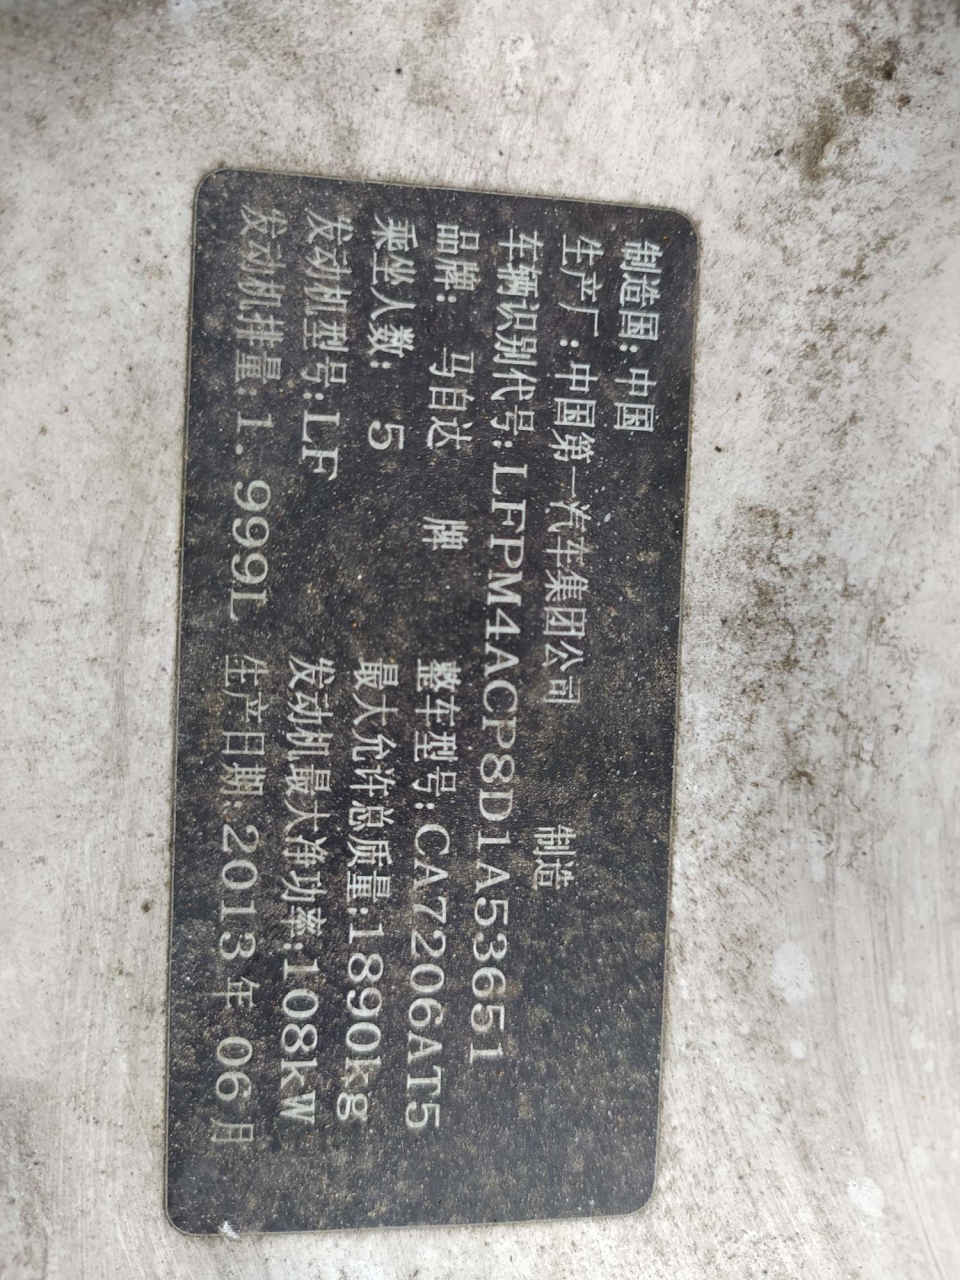 制造国:中国
生产厂:中国第一汽车集团公司 制造
车辆识别代号:LFPM4ACP8D1A53651
品牌: 马自达 牌 整车型号:CA7206AT5
乘坐人数: 5 最大允许总质量:1890kg
发动机型号:LF 发动机最大净功率:108kW
发动机排量:1.999L 生产日期:2013年 06月